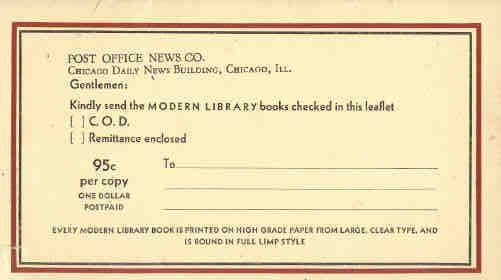 POST OFFICE NEWS CO.
CHICAGO DAILY NEWS BUILDING, CHICAGO, ILL.
Gentlemen:
Kindly send the MODERN LIBRARY books checked in this leaflet
[ ] C. O. D.
[ ] Remittance enclosed
95c
per copy
ONE DOLLAR
POSTPAID
To
EVERY MODERN LIBRARY BOOK IS PRINTED ON HIGH GRADE PAPER FROM LARGE, CLEAR TYPE, AND
IS BOUND IN FULL LIMP STYLE